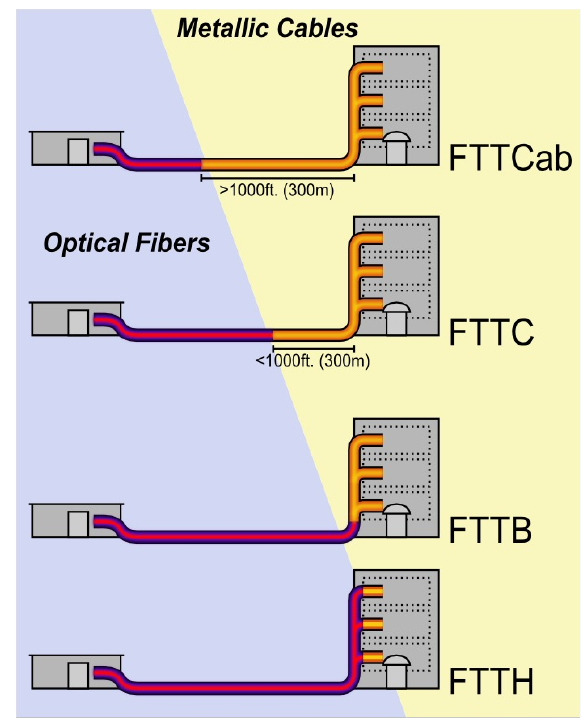 Metallic Cables
FTTCab
>1000ft. (300m)
Optical Fibers
FTTC
<1000ft. (300m)
FTTB
FTTH